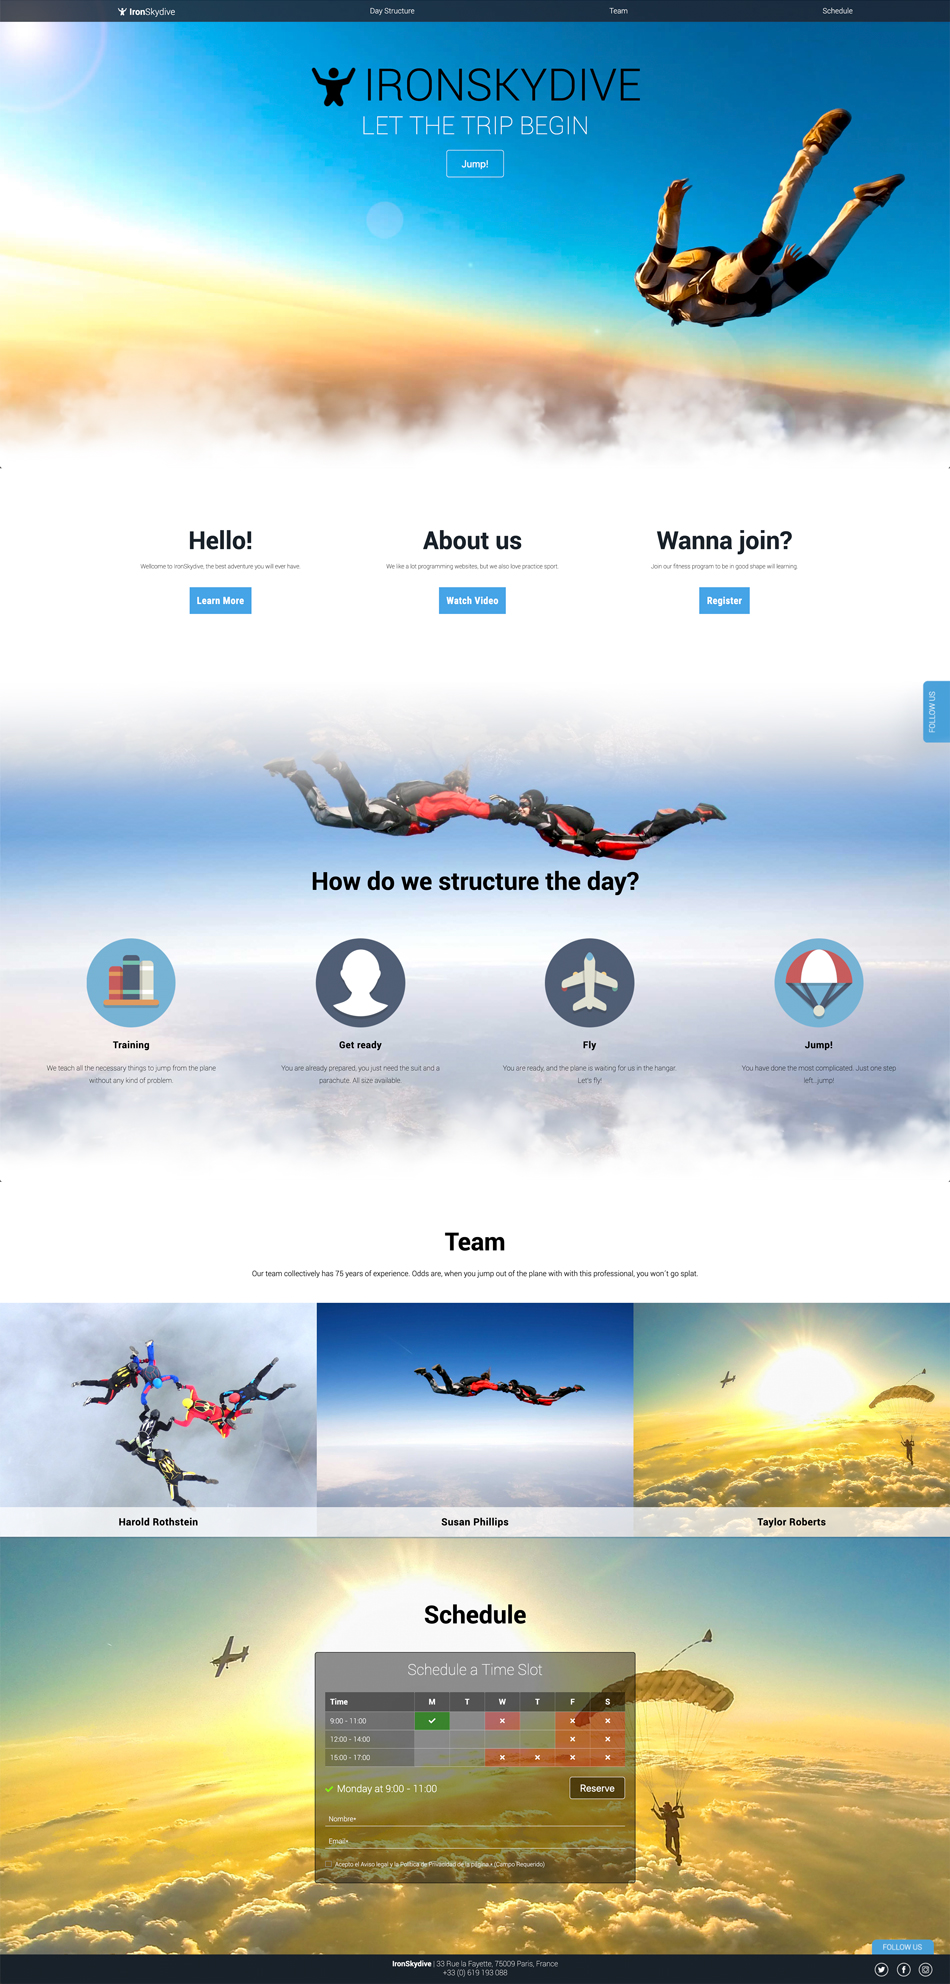 IronSkydive
Day Structure
Team
Schedule
IRONSKYDIVE
LET THE TRIP BEGIN
Jump!
Hello!
Wellcome to IronSkydive, the best adventure you will ever have.
Learn More
About us
We like a lot programming websites, but we also love practice sport.
Watch Video
Wanna join?
Join our fitness program to be in good shape will learning.
Register
FOLLOW US
How do we structure the day?
Training
We teach all the necessary things to jump from the plane
without any kind of problem.
Get ready
You are already prepared, you just need the suit and a
parachute. All size available.
Fly
You are ready, and the plane is waiting for us in the hangar.
Let's fly!
Jump!
You have done the most complicated. Just one step
left...jump!
Team
Our team collectively has 75 years of experience. Odds are, when you jump out of the plane with with this professional, you won´t go splat.
Harold Rothstein
Susan Phillips
Taylor Roberts
Schedule
Schedule a Time Slot
Time M T W T F S
9:00 - 11:00
12:00 - 14:00
15:00 - 17:00
Monday at 9:00 - 11:00
Reserve
Nombre*
Email*
Acepto el Aviso legal y la Política de Privacidad de la página.* (Campo Requerido)
FOLLOW US
IronSkydive | 33 Rue la Fayette, 75009 Paris, France
+33 (0) 619 193 088